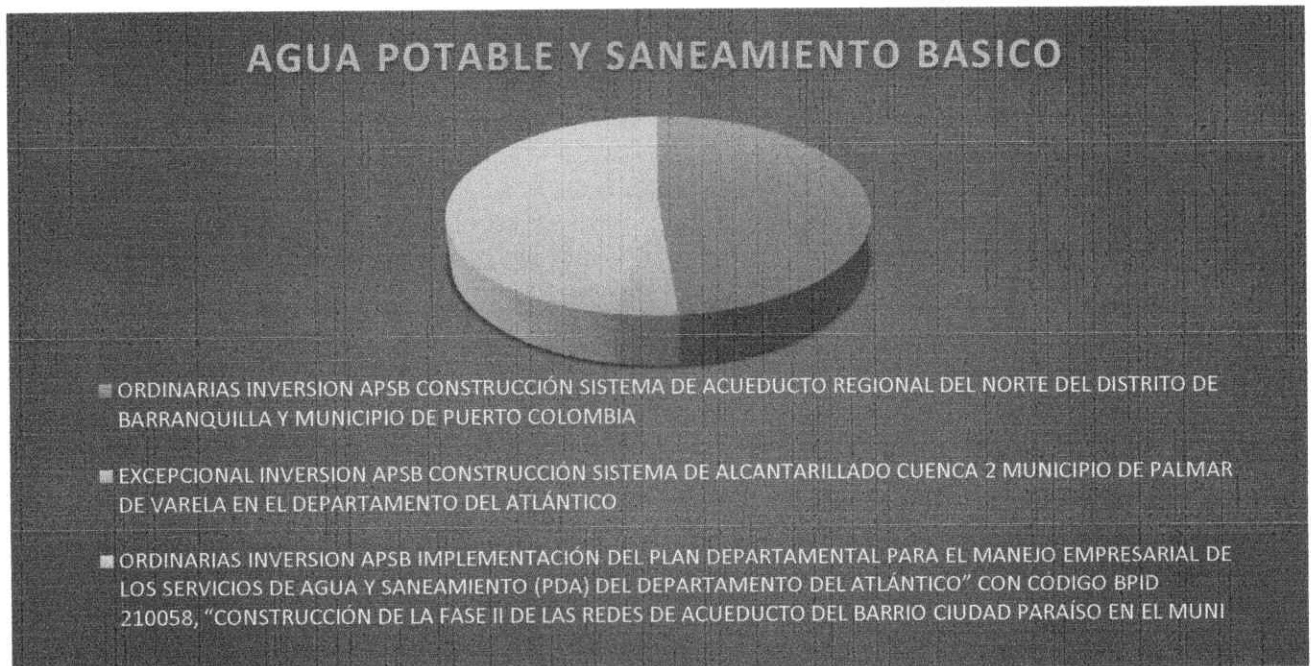 AGUA POTABLE Y SANEAMIENTO BASICO
ORDINARIAS INVERSION APSB CONSTRUCCIÓN SISTEMA DE ACUEDUCTO REGIONAL DEL NORTE DEL DISTRITO DE
BARRANQUILLA Y MUNICIPIO DE PUERTO COLOMBIA
EXCEPCIONAL INVERSION APSB CONSTRUCCIÓN SISTEMA DE ALCANTARILLADO CUENCA 2 MUNICIPIO DE PALMAR
DE VARELA EN EL DEPARTAMENTO DEL ATLÁNTICO
ORDINARIAS INVERSION APSB IMPLEMENTACIÓN DEL PLAN DEPARTAMENTAL PARA EL MANEJO EMPRESARIAL DE
LOS SERVICIOS DE AGUA Y SANEAMIENTO (PDA) DEL DEPARTAMENTO DEL ATLÁNTICO” CON CÓDIGO BPID
210058, “CONSTRUCCIÓN DE LA FASE II DE LAS REDES DE ACUEDUCTO DEL BARRIO CIUDAD PARAÍSO EN EL MUNI